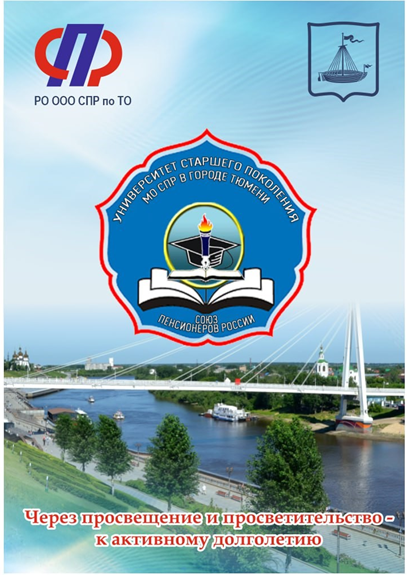 СПР
РО ООО СПР по ТО
УНИВЕРСИТЕТ СТАРШЕГО ПОКОЛЕНИЯ
МО СПР В ГОРОДЕ ТЮМЕНИ
СОЮЗ
ПЕНСИОНЕРОВ РОССИИ
Через просвещение и просветительство -
к активному долголетию